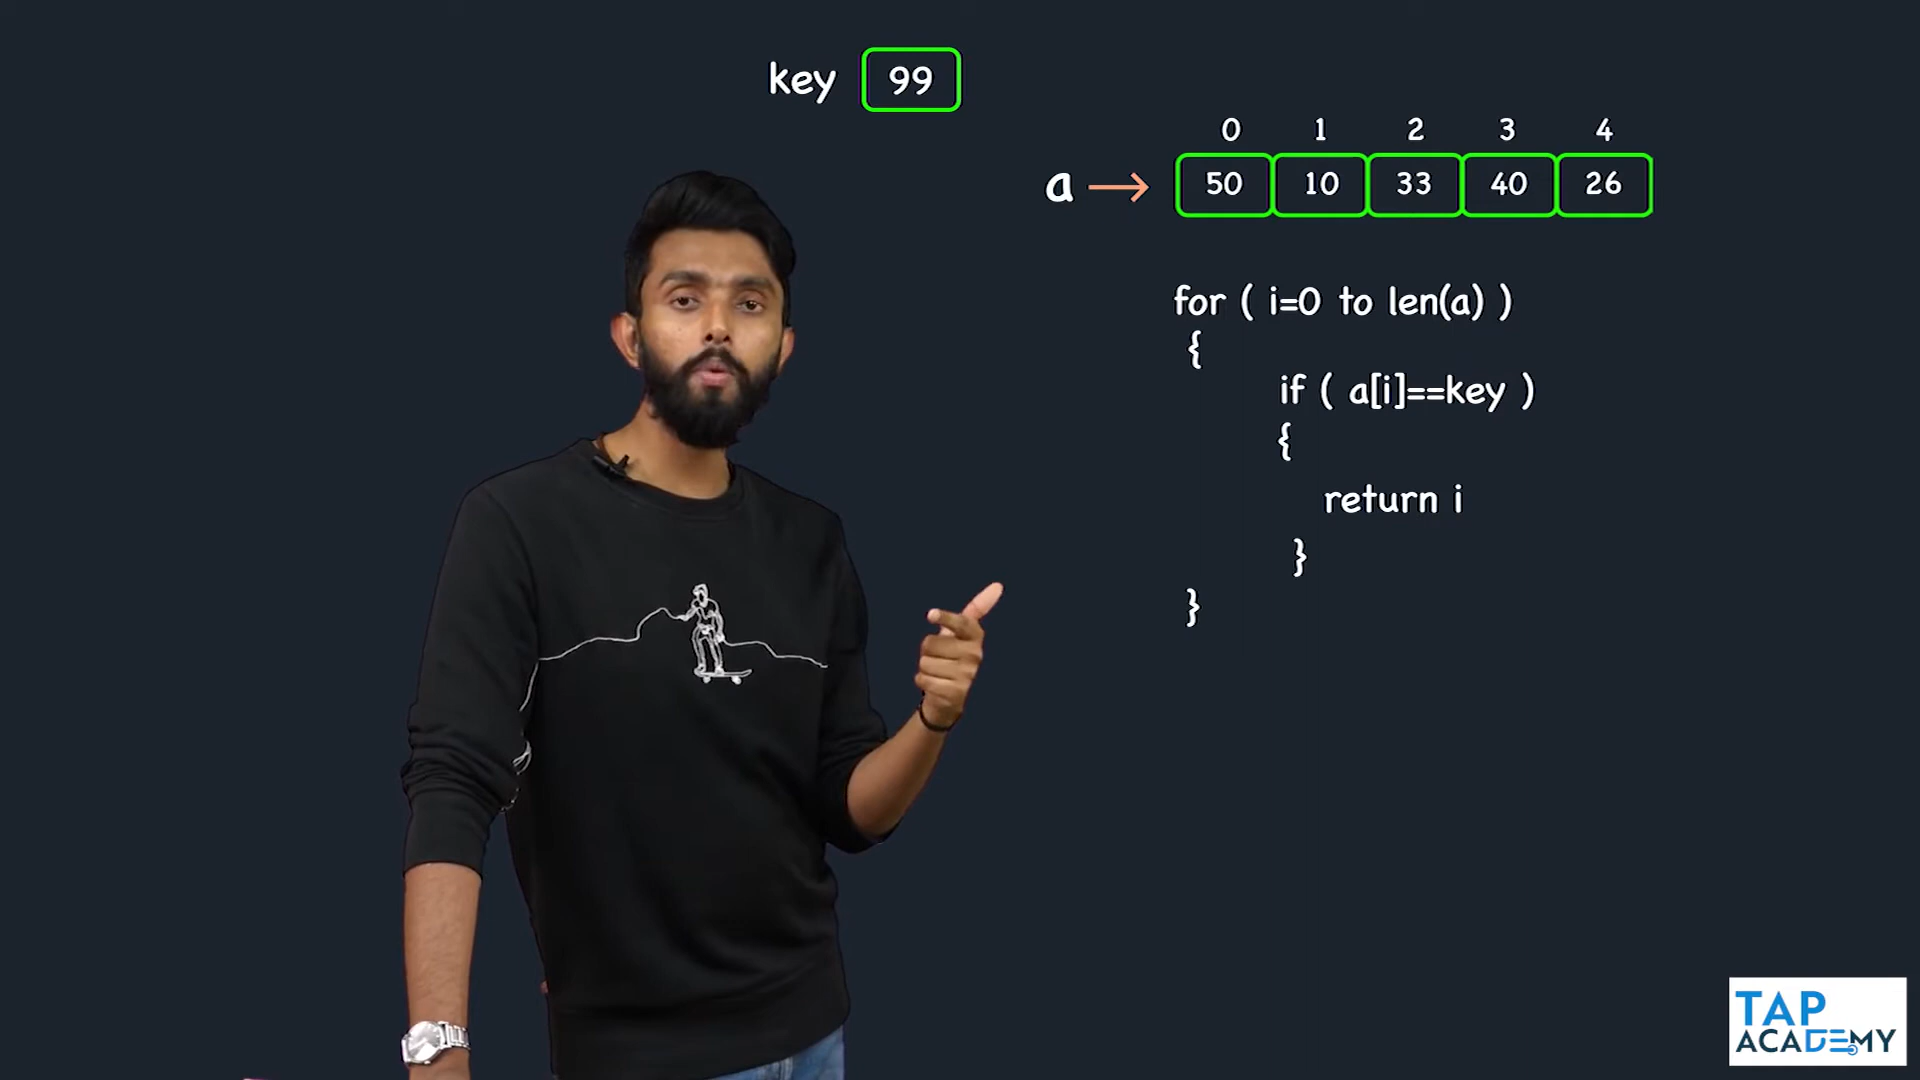 key 99
0 1 2 3 4
a → 50 10 33 40 26
for ( i=0 to len(a) )
{
if ( a[i]==key )
{
return i
}
}
TAP
ACADEMY